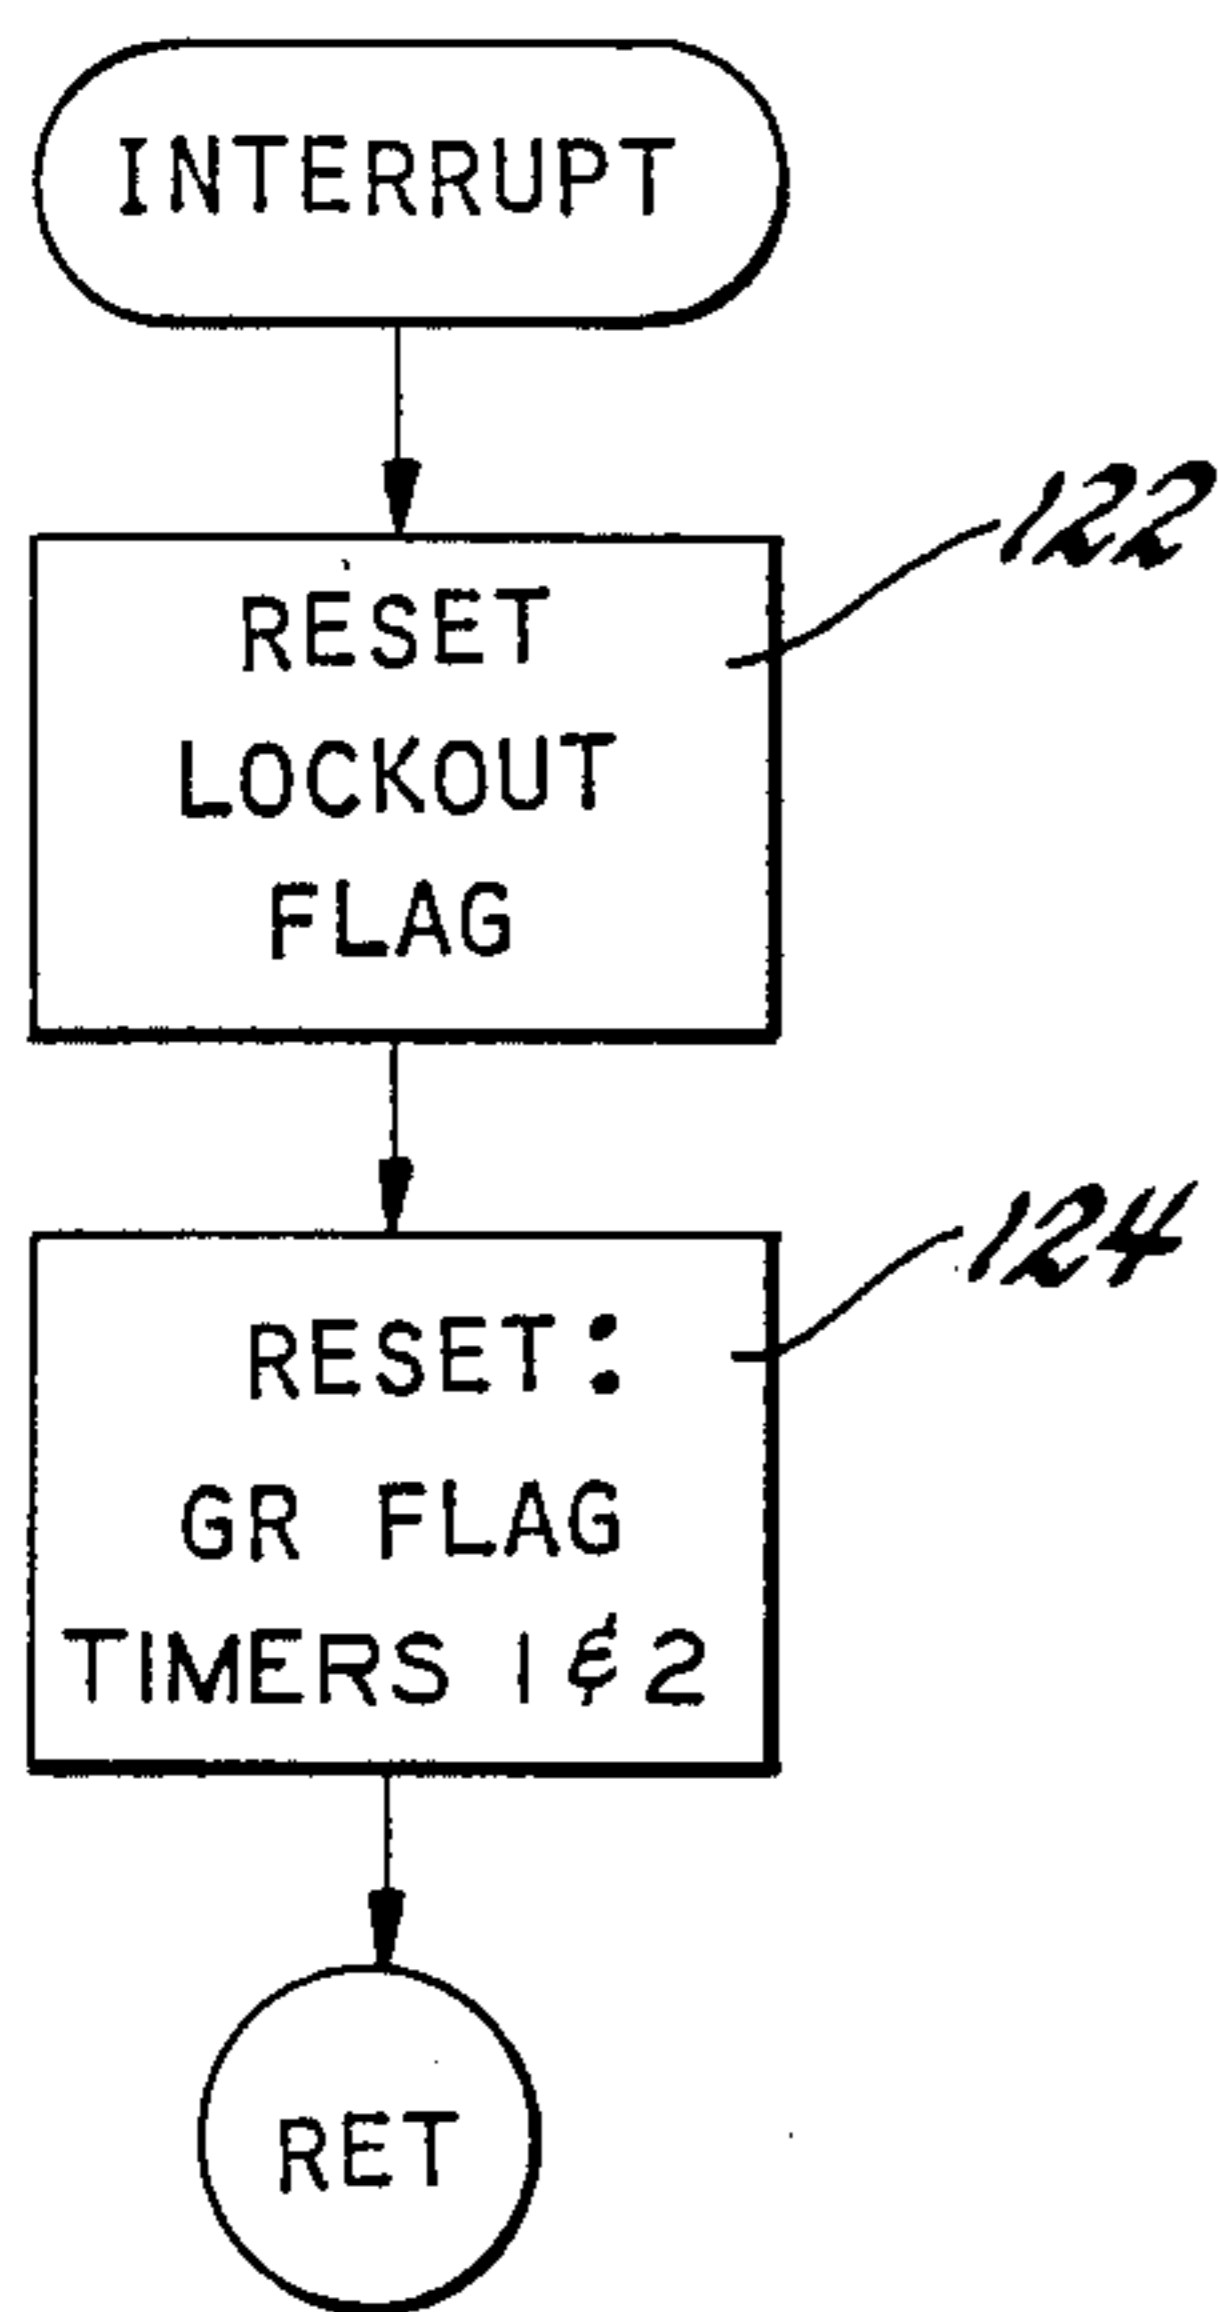 INTERRUPT
122
RESET
LOCKOUT
FLAG
124
RESET:
GR FLAG
TIMERS 1 & 2
RET